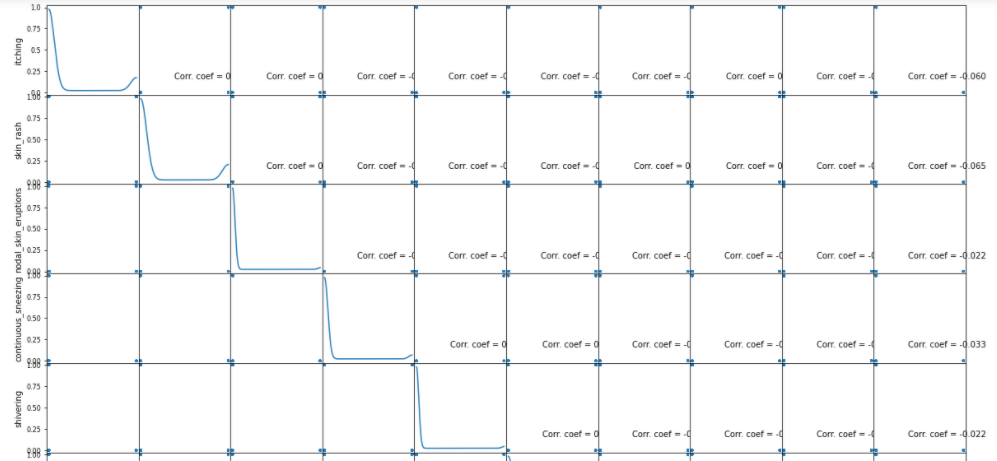 1.0
0.75
0.5
0.25
0.0
itching
Corr. coef = 0 Corr. coef = 0 Corr. coef = -0 Corr. coef = -0 Corr. coef = -0 Corr. coef = -0 Corr. coef = 0 Corr. coef = -0 Corr. coef = -0.060
1.00
0.75
0.50
0.25
0.00
skin_rash
Corr. coef = 0 Corr. coef = -0 Corr. coef = -0 Corr. coef = -0 Corr. coef = 0 Corr. coef = 0 Corr. coef = -0 Corr. coef = -0.065
1.00
0.75
0.50
0.25
0.00
nodal_skin_eruptions
Corr. coef = -0 Corr. coef = -0 Corr. coef = -0 Corr. coef = -0 Corr. coef = -0 Corr. coef = -0 Corr. coef = -0.022
1.00
0.75
0.50
0.25
0.00
continuous_sneezing
Corr. coef = 0 Corr. coef = 0 Corr. coef = -0 Corr. coef = -0 Corr. coef = -0 Corr. coef = -0.033
1.00
0.75
0.50
0.25
0.00
shivering
Corr. coef = 0 Corr. coef = -0 Corr. coef = -0 Corr. coef = -0 Corr. coef = -0.022
1.00